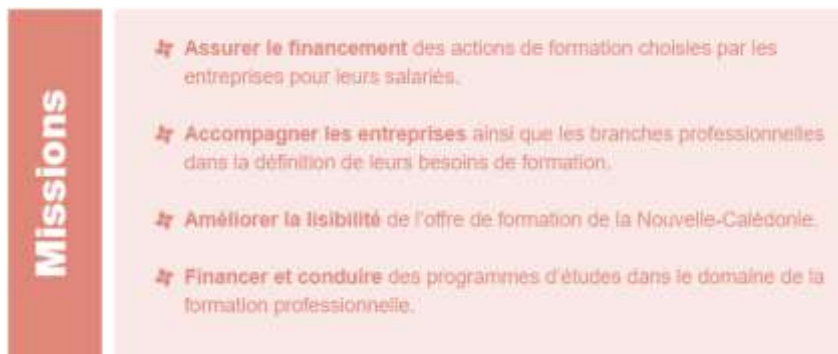 Missions
Assurer le financement des actions de formation choisies par les
entreprises pour leurs salariés.
Accompagner les entreprises ainsi que les branches professionnelles
dans la définition de leurs besoins de formation.
Améliorer la lisibilité de l'offre de formation de la Nouvelle-Calédonie.
Financer et conduire des programmes d'études dans le domaine de la
formation professionnelle.